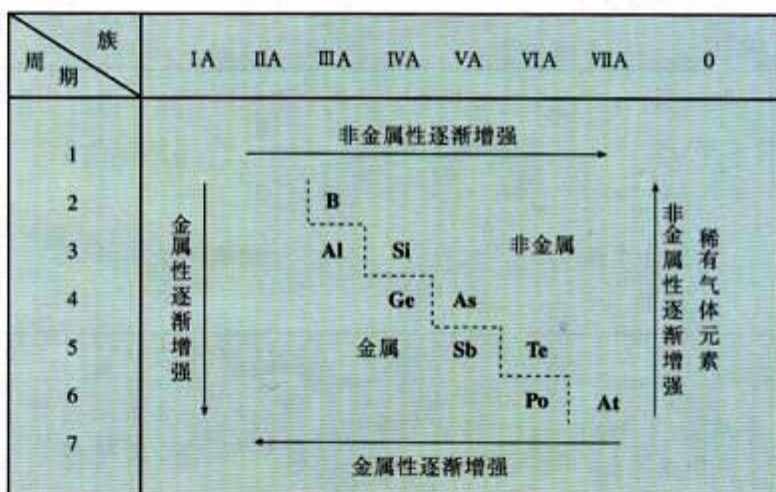 族
周期
ⅠA ⅡA ⅢA ⅣA ⅤA ⅥA ⅦA 0
1
非金属性逐渐增强
2
B
3
Al Si 非金属
4
Ge As
5
金属 Sb Te
6
Po At
7
金属性逐渐增强
金属性逐渐增强
非金属性逐渐增强
稀有气体元素